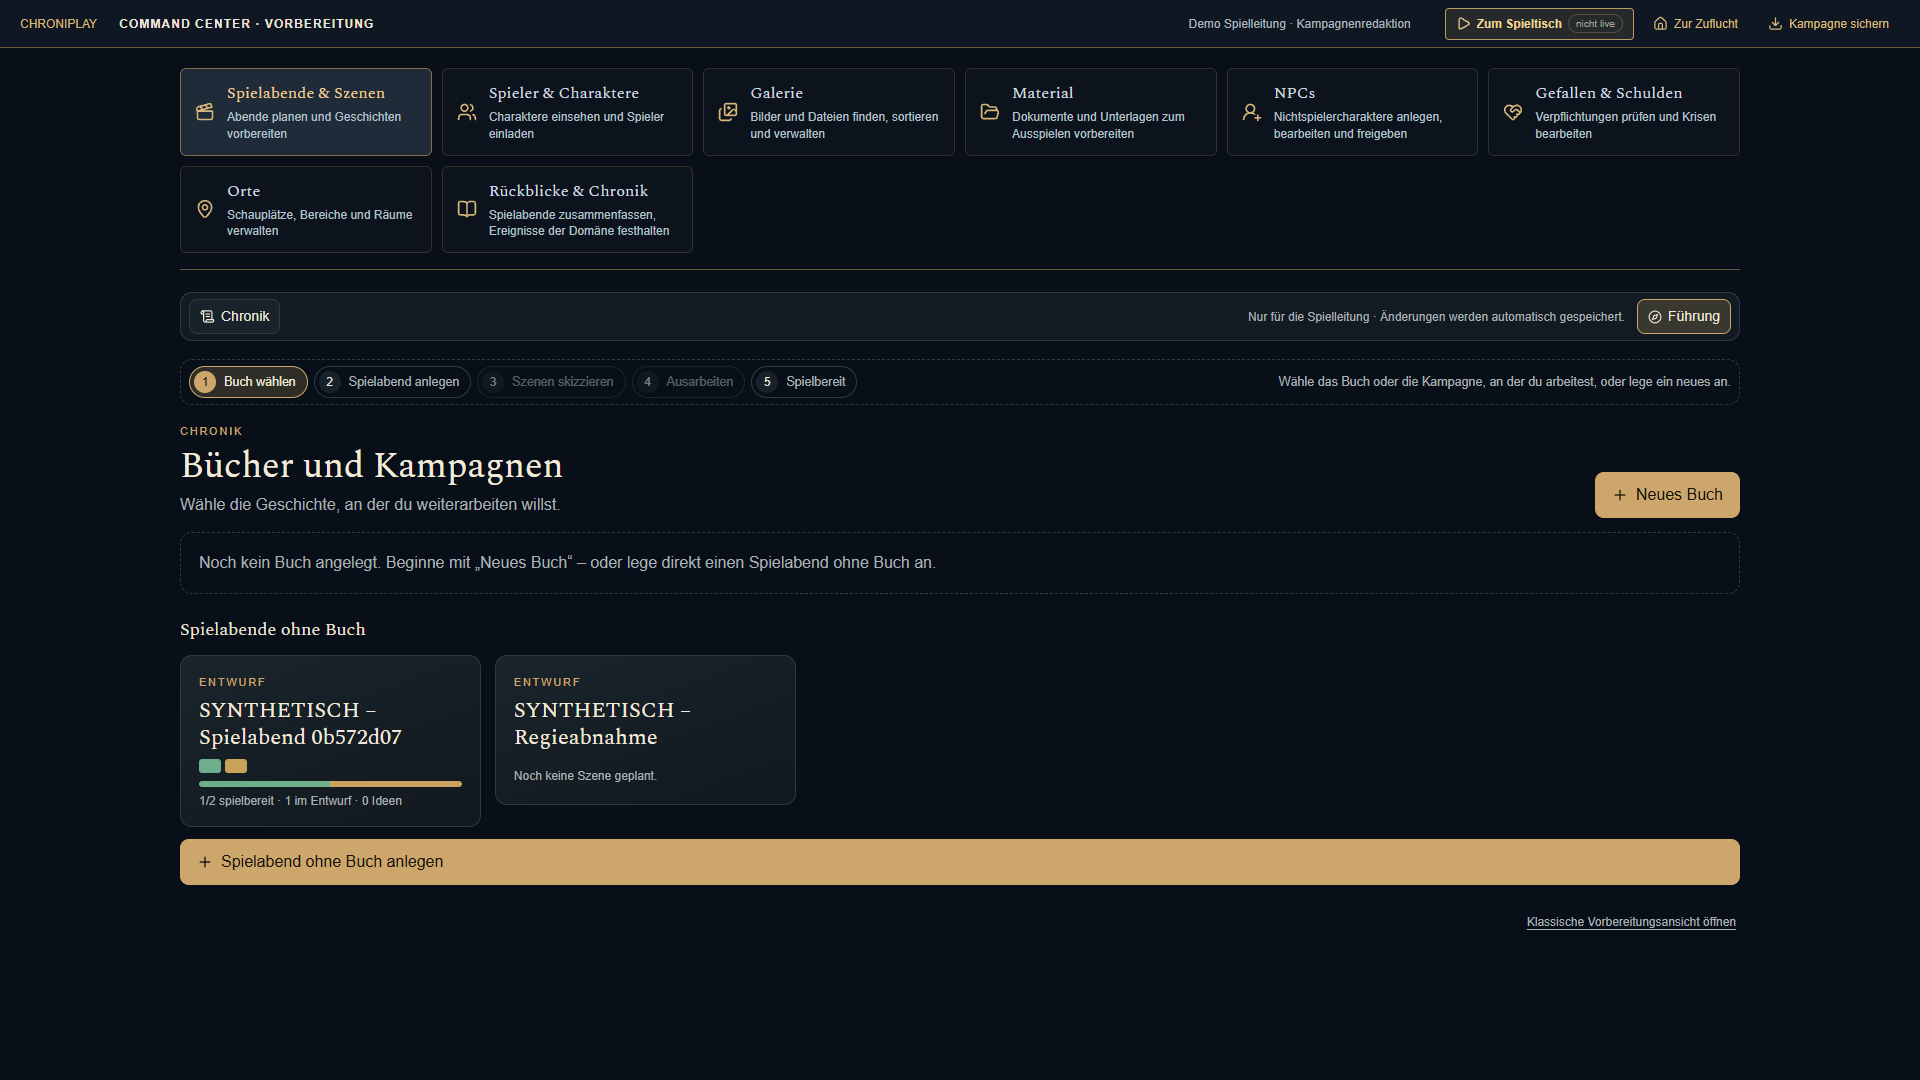 CHRONIPLAY
COMMAND CENTER · VORBEREITUNG
Demo Spielleitung · Kampagnenredaktion
Zum Spieltisch nicht live
Zur Zuflucht
Kampagne sichern
Spielabende & Szenen
Abende planen und Geschichten
vorbereiten
Spieler & Charaktere
Charaktere einsehen und Spieler
einladen
Galerie
Bilder und Dateien finden, sortieren
und verwalten
Material
Dokumente und Unterlagen zum
Ausspielen vorbereiten
NPCs
Nichtspielercharaktere anlegen,
bearbeiten und freigeben
Gefallen & Schulden
Verpflichtungen prüfen und Krisen
bearbeiten
Orte
Schauplätze, Bereiche und Räume
verwalten
Rückblicke & Chronik
Spielabende zusammenfassen,
Ereignisse der Domäne festhalten
Chronik
Nur für die Spielleitung · Änderungen werden automatisch gespeichert.
Führung
1 Buch wählen
2 Spielabend anlegen
3 Szenen skizzieren
4 Ausarbeiten
5 Spielbereit
Wähle das Buch oder die Kampagne, an der du arbeitest, oder lege ein neues an.
CHRONIK
Bücher und Kampagnen
Wähle die Geschichte, an der du weiterarbeiten willst.
Neues Buch
Noch kein Buch angelegt. Beginne mit „Neues Buch“ – oder lege direkt einen Spielabend ohne Buch an.
Spielabende ohne Buch
ENTWURF
SYNTHETISCH –
Spielabend 0b572d07
1/2 spielbereit · 1 im Entwurf · 0 Ideen
ENTWURF
SYNTHETISCH –
Regieabnahme
Noch keine Szene geplant.
Spielabend ohne Buch anlegen
Klassische Vorbereitungsansicht öffnen